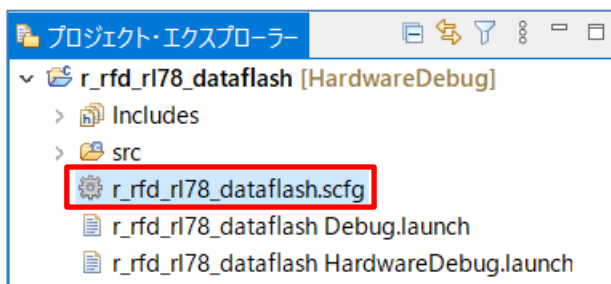 プロジェクト・エクスプローラー
r_rfd_rl78_dataflash [HardwareDebug]
Includes
src
r_rfd_rl78_dataflash.scfg
r_rfd_rl78_dataflash Debug.launch
r_rfd_rl78_dataflash HardwareDebug.launch